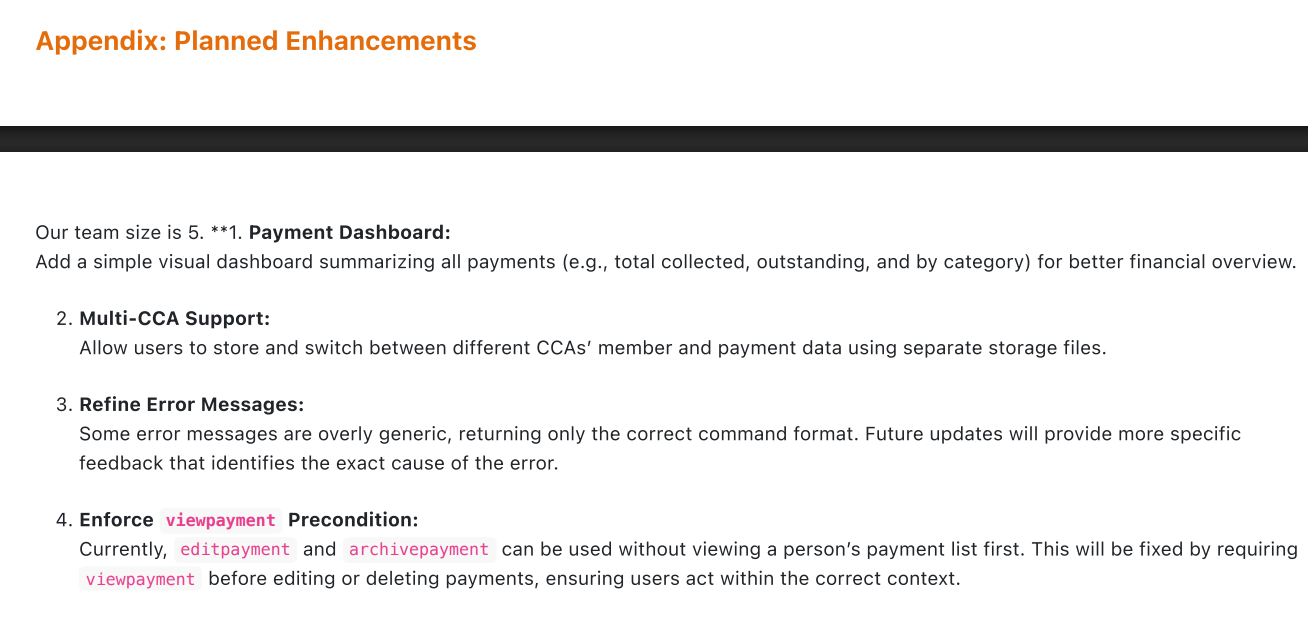 Appendix: Planned Enhancements
Our team size is 5. **1. Payment Dashboard:
Add a simple visual dashboard summarizing all payments (e.g., total collected, outstanding, and by category) for better financial overview.
2. Multi-CCA Support:
Allow users to store and switch between different CCAs’ member and payment data using separate storage files.
3. Refine Error Messages:
Some error messages are overly generic, returning only the correct command format. Future updates will provide more specific
feedback that identifies the exact cause of the error.
4. Enforce viewpayment Precondition:
Currently, editpayment and archivepayment can be used without viewing a person’s payment list first. This will be fixed by requiring
viewpayment before editing or deleting payments, ensuring users act within the correct context.